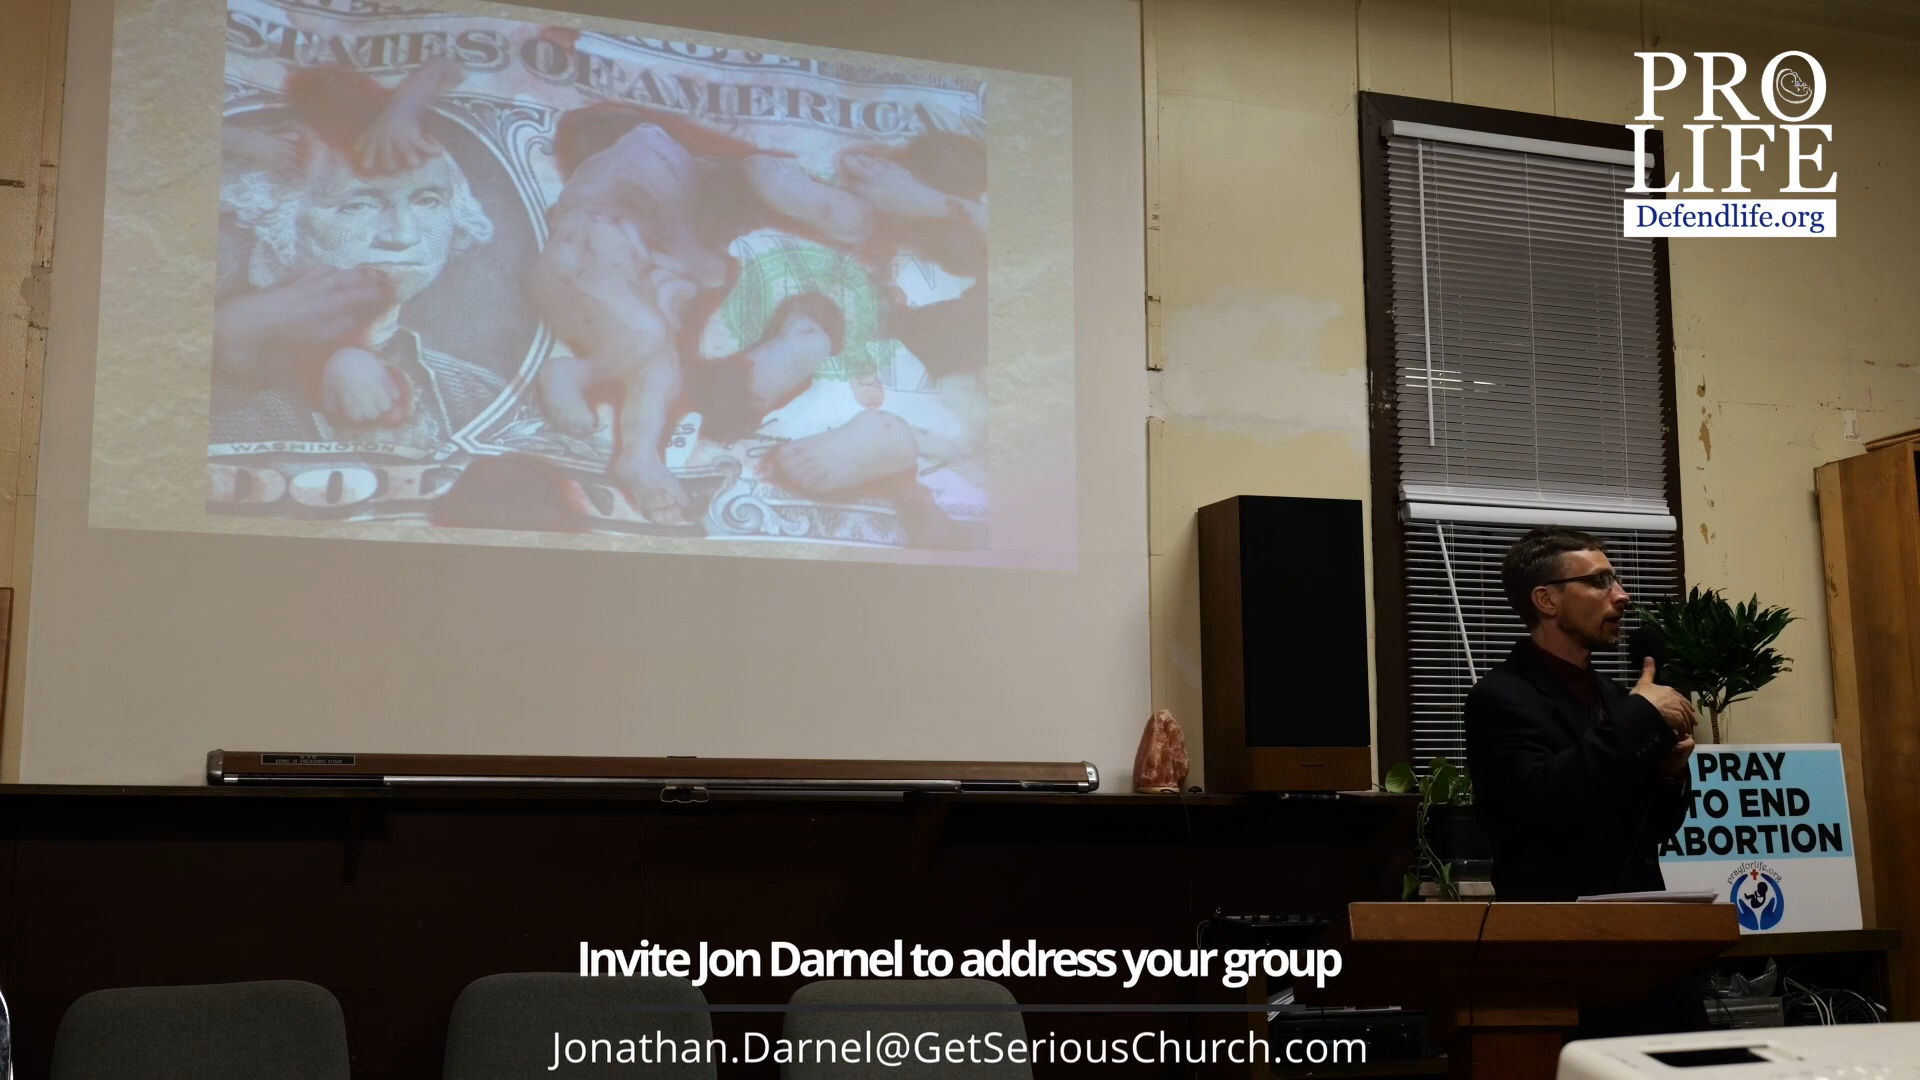 STATES OF AMERICA
WASHINGTON
PRO
LIFE
Defendlife.org
PRAY
TO END
ABORTION
prayforlife.org
Invite Jon Darnel to address your group
Jonathan.Darnel@GetSeriousChurch.com